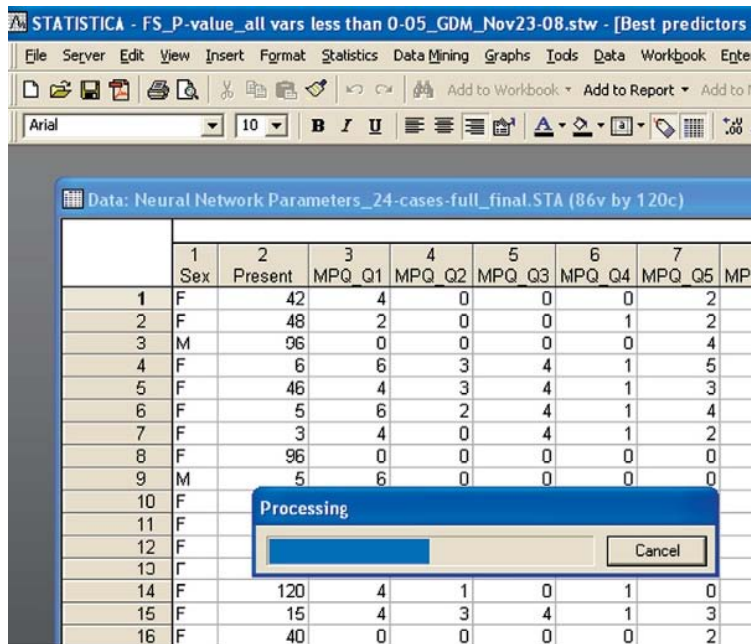 STATISTICA - FS_P-value_all vars less than 0-05_GDM_Nov23-08.stw - [Best predictors
File Server Edit View Insert Format Statistics Data Mining Graphs Tools Data Workbook Ente
Add to Workbook Add to Report Add to
Arial 10 B I U A
Data: Neural Network Parameters_24-cases-full_final.STA (86v by 120c)
1 2 3 4 5 6 7
Sex Present MPQ_Q1 MPQ_Q2 MPQ_Q3 MPQ_Q4 MPQ_Q5 MP
1 F 42 4 0 0 0 2
2 F 48 2 0 0 1 2
3 M 96 0 0 0 0 4
4 F 6 6 3 4 1 5
5 F 46 4 3 4 1 3
6 F 5 6 2 4 1 4
7 F 3 4 0 4 1 2
8 F 96 0 0 0 0 0
9 M 5 6 0 0 0 0
10 F
Processing
11 F
12 F
Cancel
13
14 F 120 4 1 0 1 0
15 F 15 4 3 4 1 3
16 F 40 0 0 0 0 2